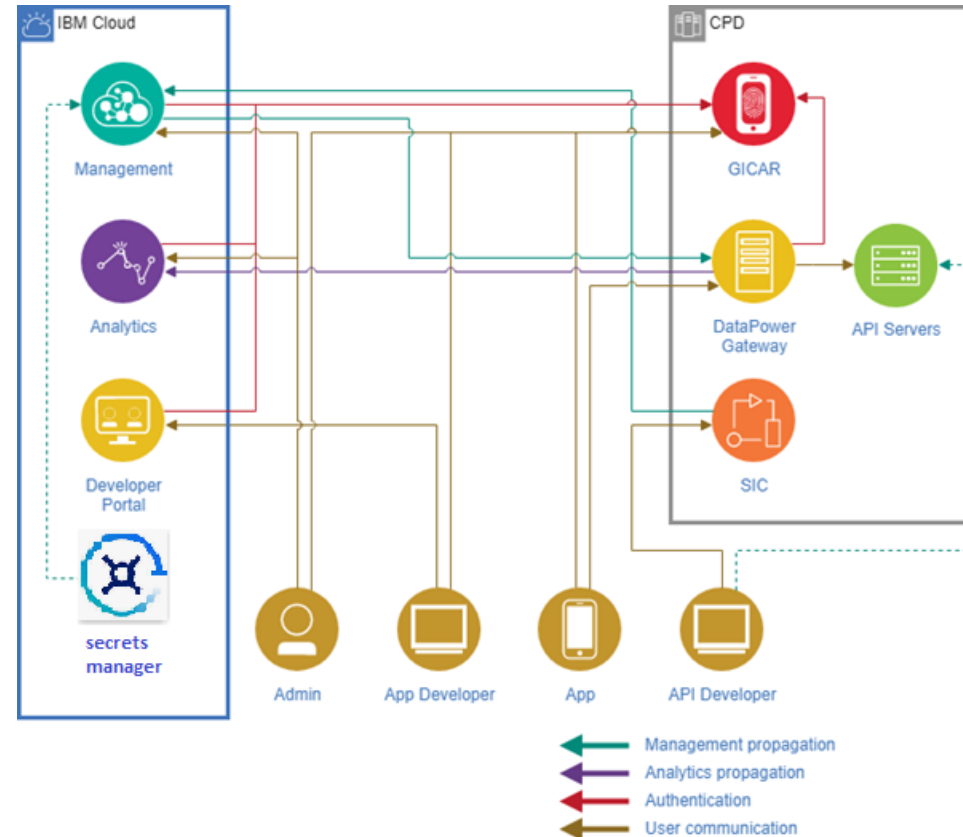 IBM Cloud
CPD
Management
GICAR
Analytics
DataPower
Gateway
API Servers
Developer
Portal
SIC
secrets
manager
Admin
App Developer
App
API Developer
Management propagation
Analytics propagation
Authentication
User communication